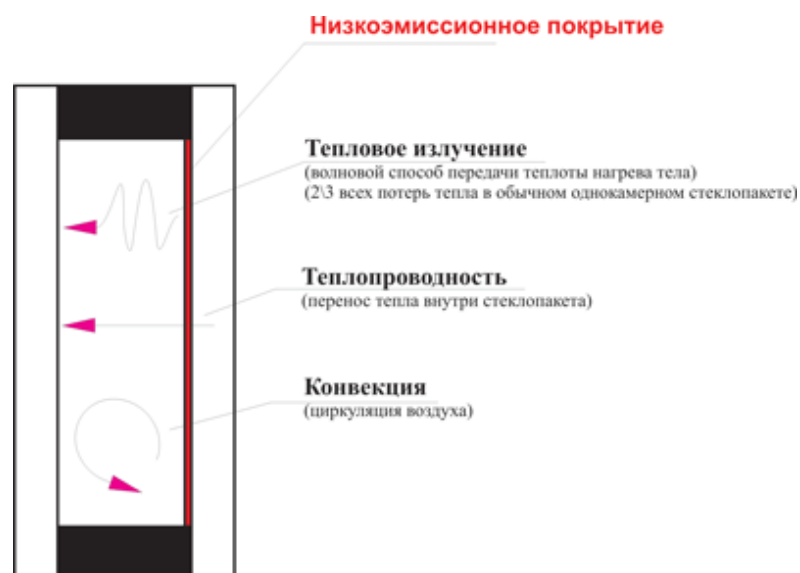 Низкоэмиссионное покрытие
Тепловое излучение
(волновой способ передачи теплоты нагрева тела)
(2\3 всех потерь тепла в обычном однокамерном стеклопакете)
Теплопроводность
(перенос тепла внутри стеклопакета)
Конвекция
(циркуляция воздуха)